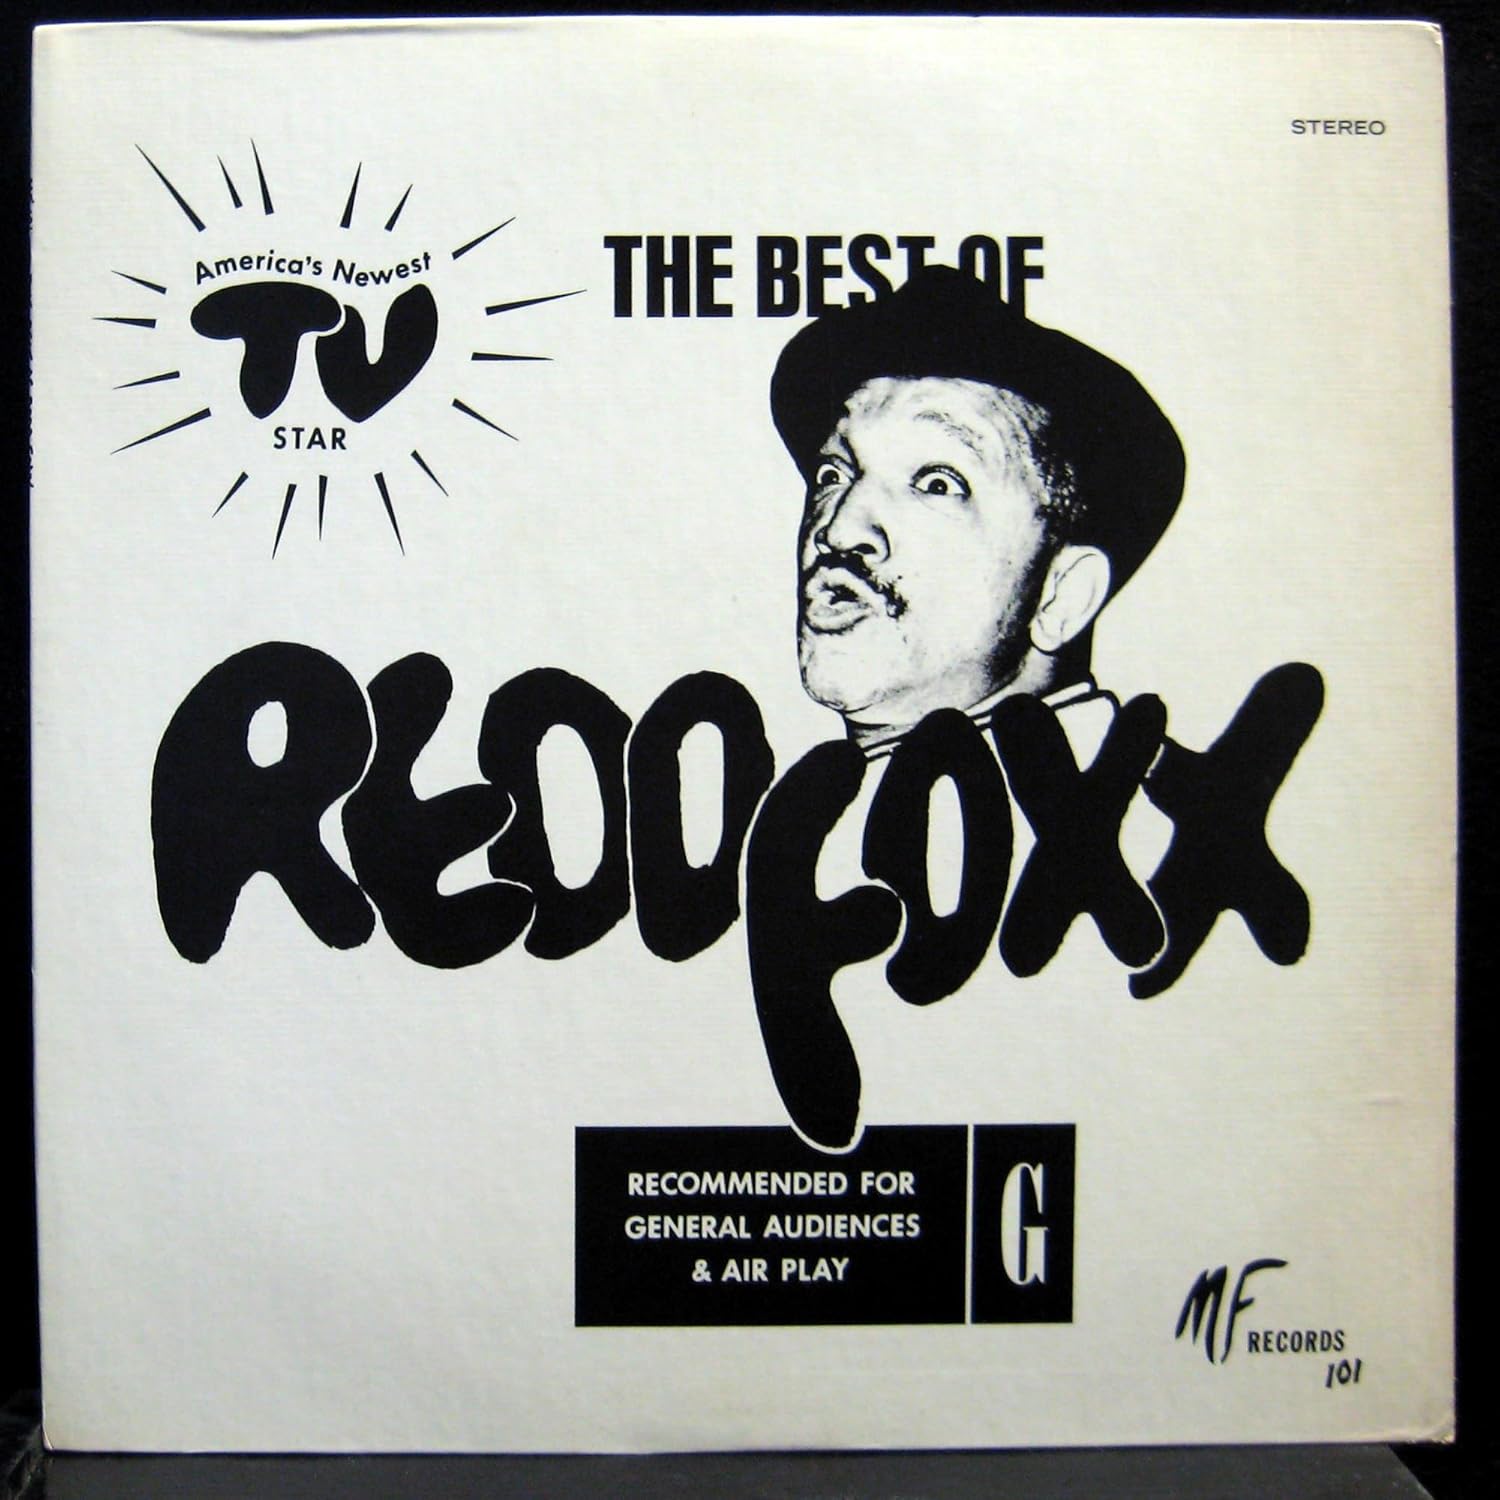 STEREO
America's Newest
TV
STAR
THE BEST OF
REDD FOXX
RECOMMENDED FOR
GENERAL AUDIENCES
& AIR PLAY
G
MF RECORDS
101